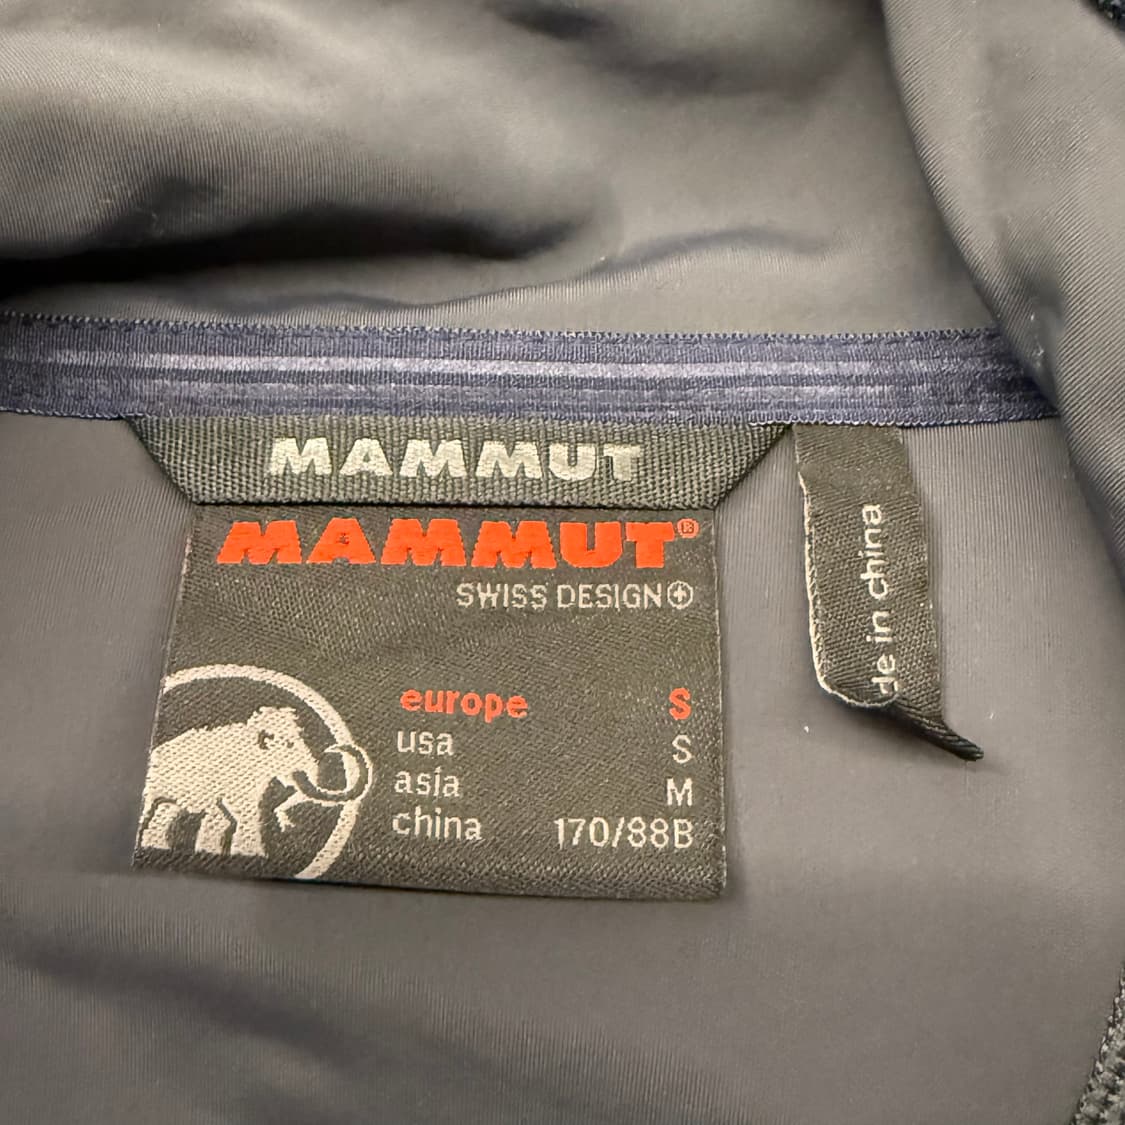 MAMMUT
MAMMUT®
SWISS DESIGN
europe S
usa S
asia M
china 170/88B
de in china